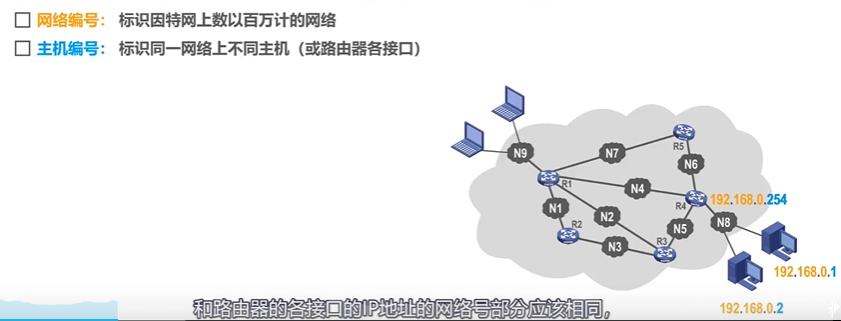 网络编号： 标识因特网上数以百万计的网络
主机编号： 标识同一网络上不同主机（或路由器各接口）
N9
N7
R5
N6
R1
N4
R4
192.168.0.254
N1
N2
N8
R2
N5
N3
R3
192.168.0.1
192.168.0.2
和路由器的各接口的IP地址的网络号部分应该相同，